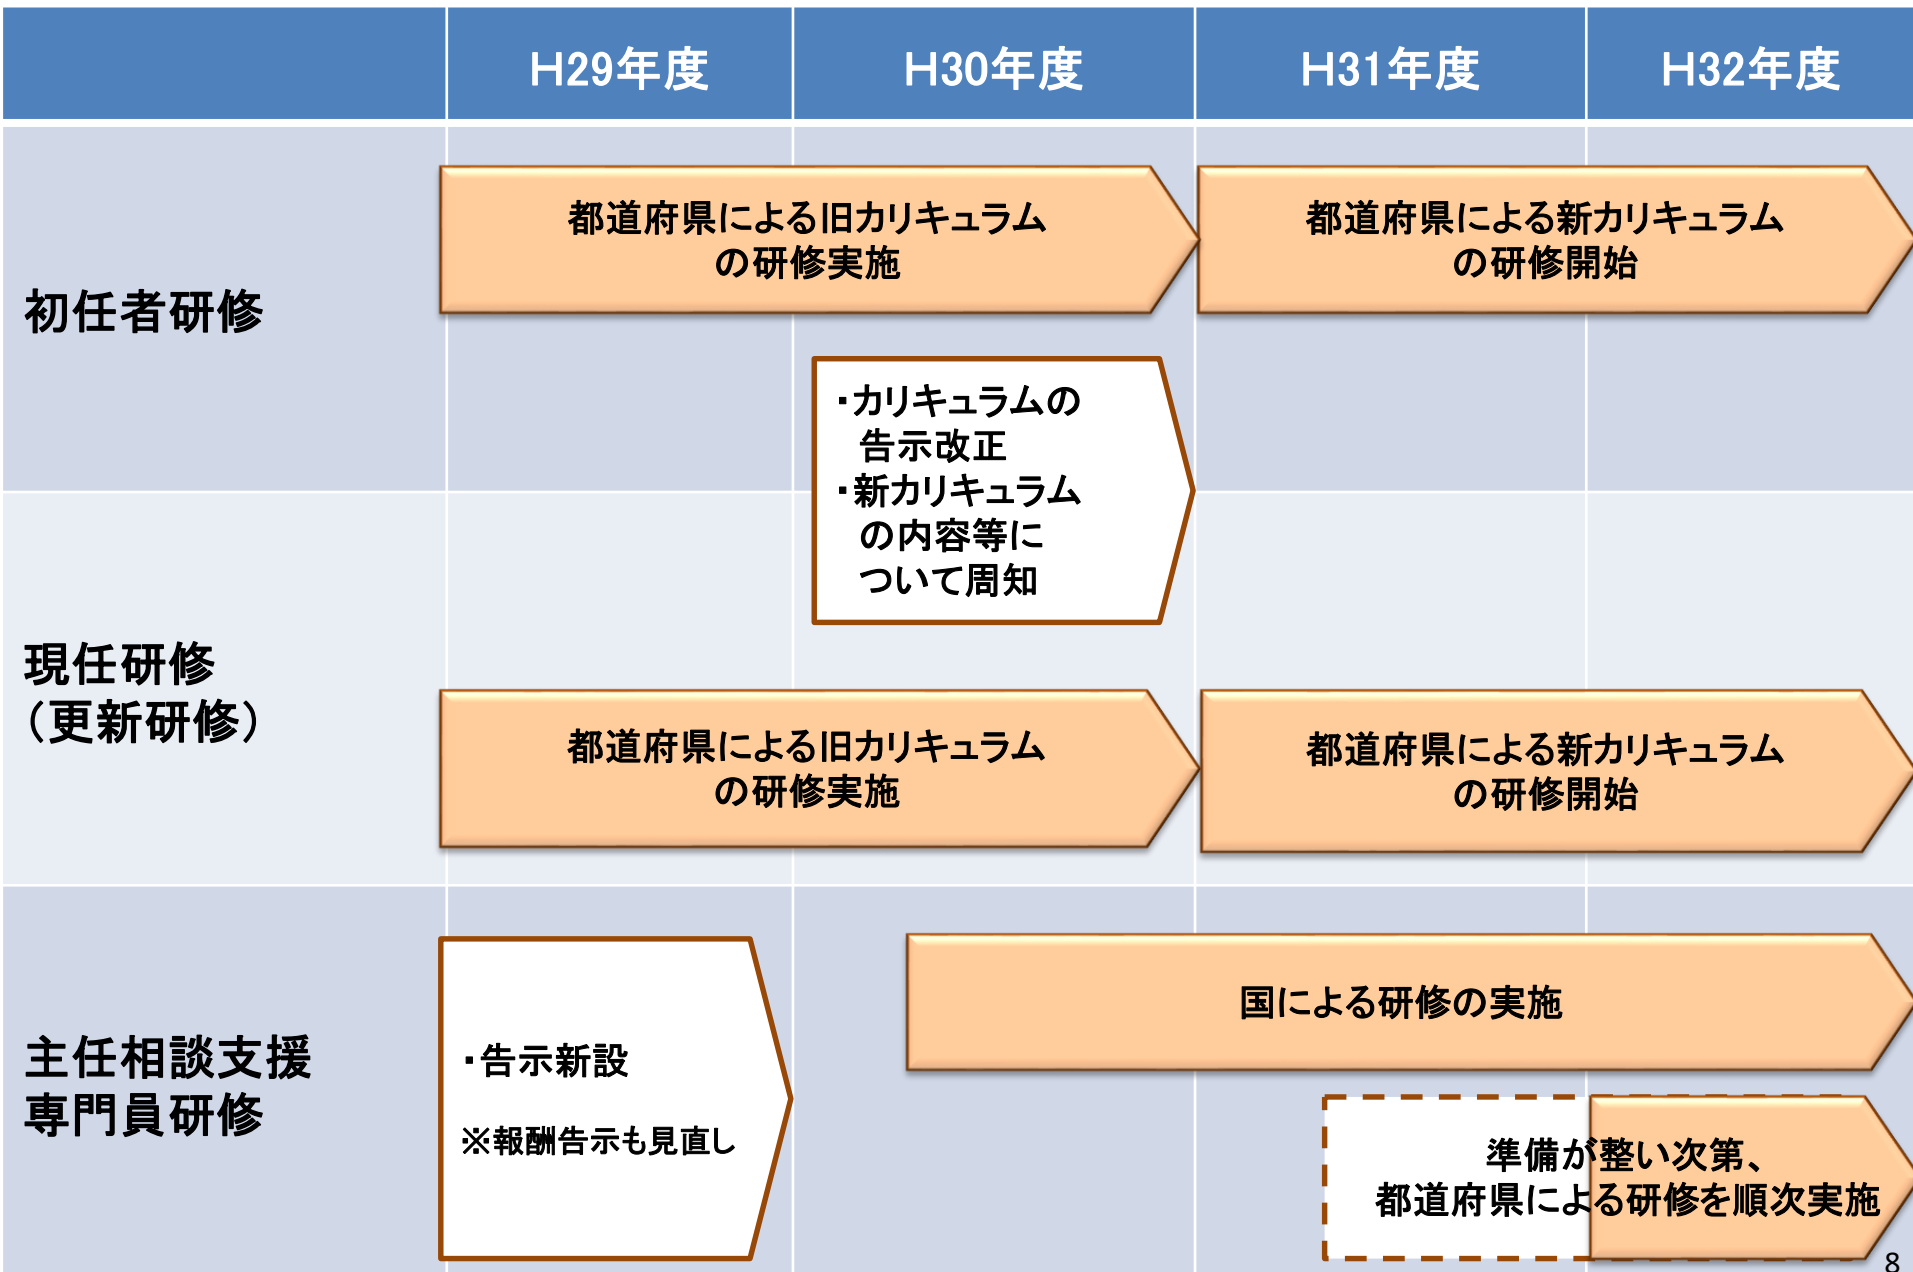 H29年度
H30年度
H31年度
H32年度
初任者研修
都道府県による旧カリキュラム
の研修実施
都道府県による新カリキュラム
の研修開始
・カリキュラムの
告示改正
・新カリキュラム
の内容等に
ついて周知
現任研修
（更新研修）
都道府県による旧カリキュラム
の研修実施
都道府県による新カリキュラム
の研修開始
主任相談支援
専門員研修
・告示新設
※報酬告示も見直し
国による研修の実施
準備が整い次第、
都道府県による研修を順次実施
8